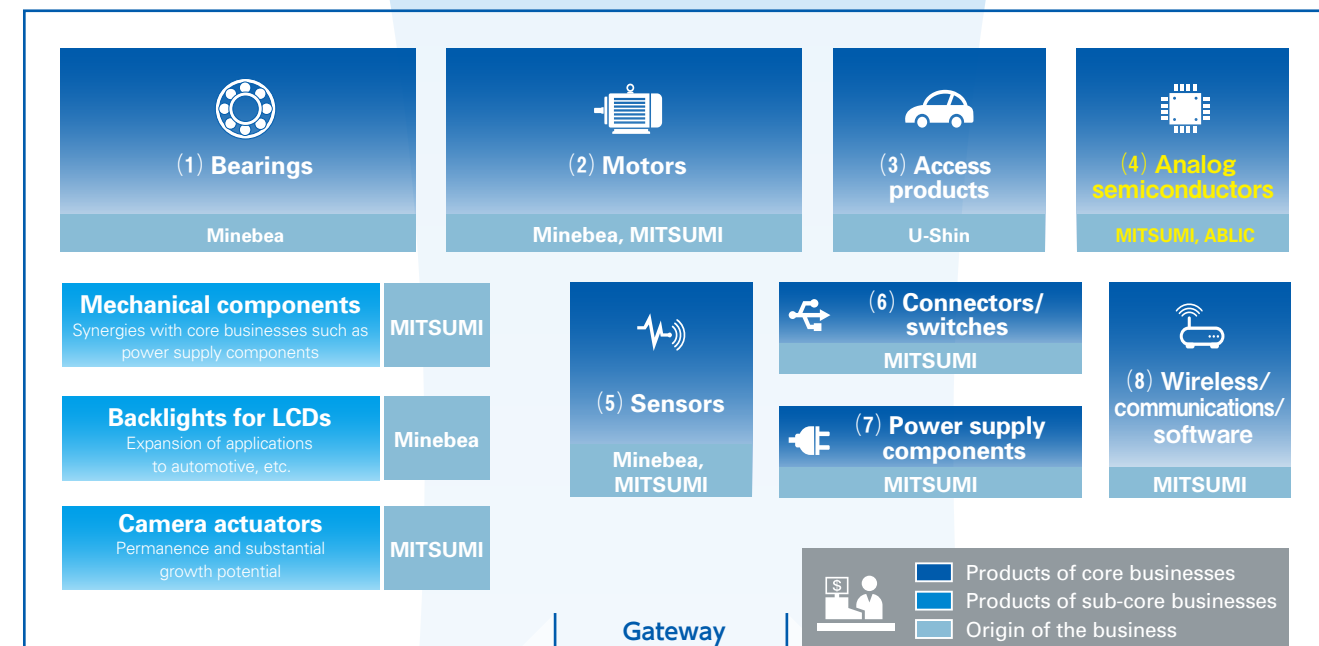 (1) Bearings
Minebea
(2) Motors
Minebea, MITSUMI
(3) Access
products
U-Shin
(4) Analog
semiconductors
MITSUMI, ABLIC
Mechanical components
Synergies with core businesses such as
power supply components
MITSUMI
Backlights for LCDs
Expansion of applications
to automotive, etc.
Minebea
Camera actuators
Permanence and substantial
growth potential
MITSUMI
(5) Sensors
Minebea,
MITSUMI
(6) Connectors/
switches
MITSUMI
(7) Power supply
components
MITSUMI
(8) Wireless/
communications/
software
MITSUMI
$
Products of core businesses
Products of sub-core businesses
Origin of the business
Gateway